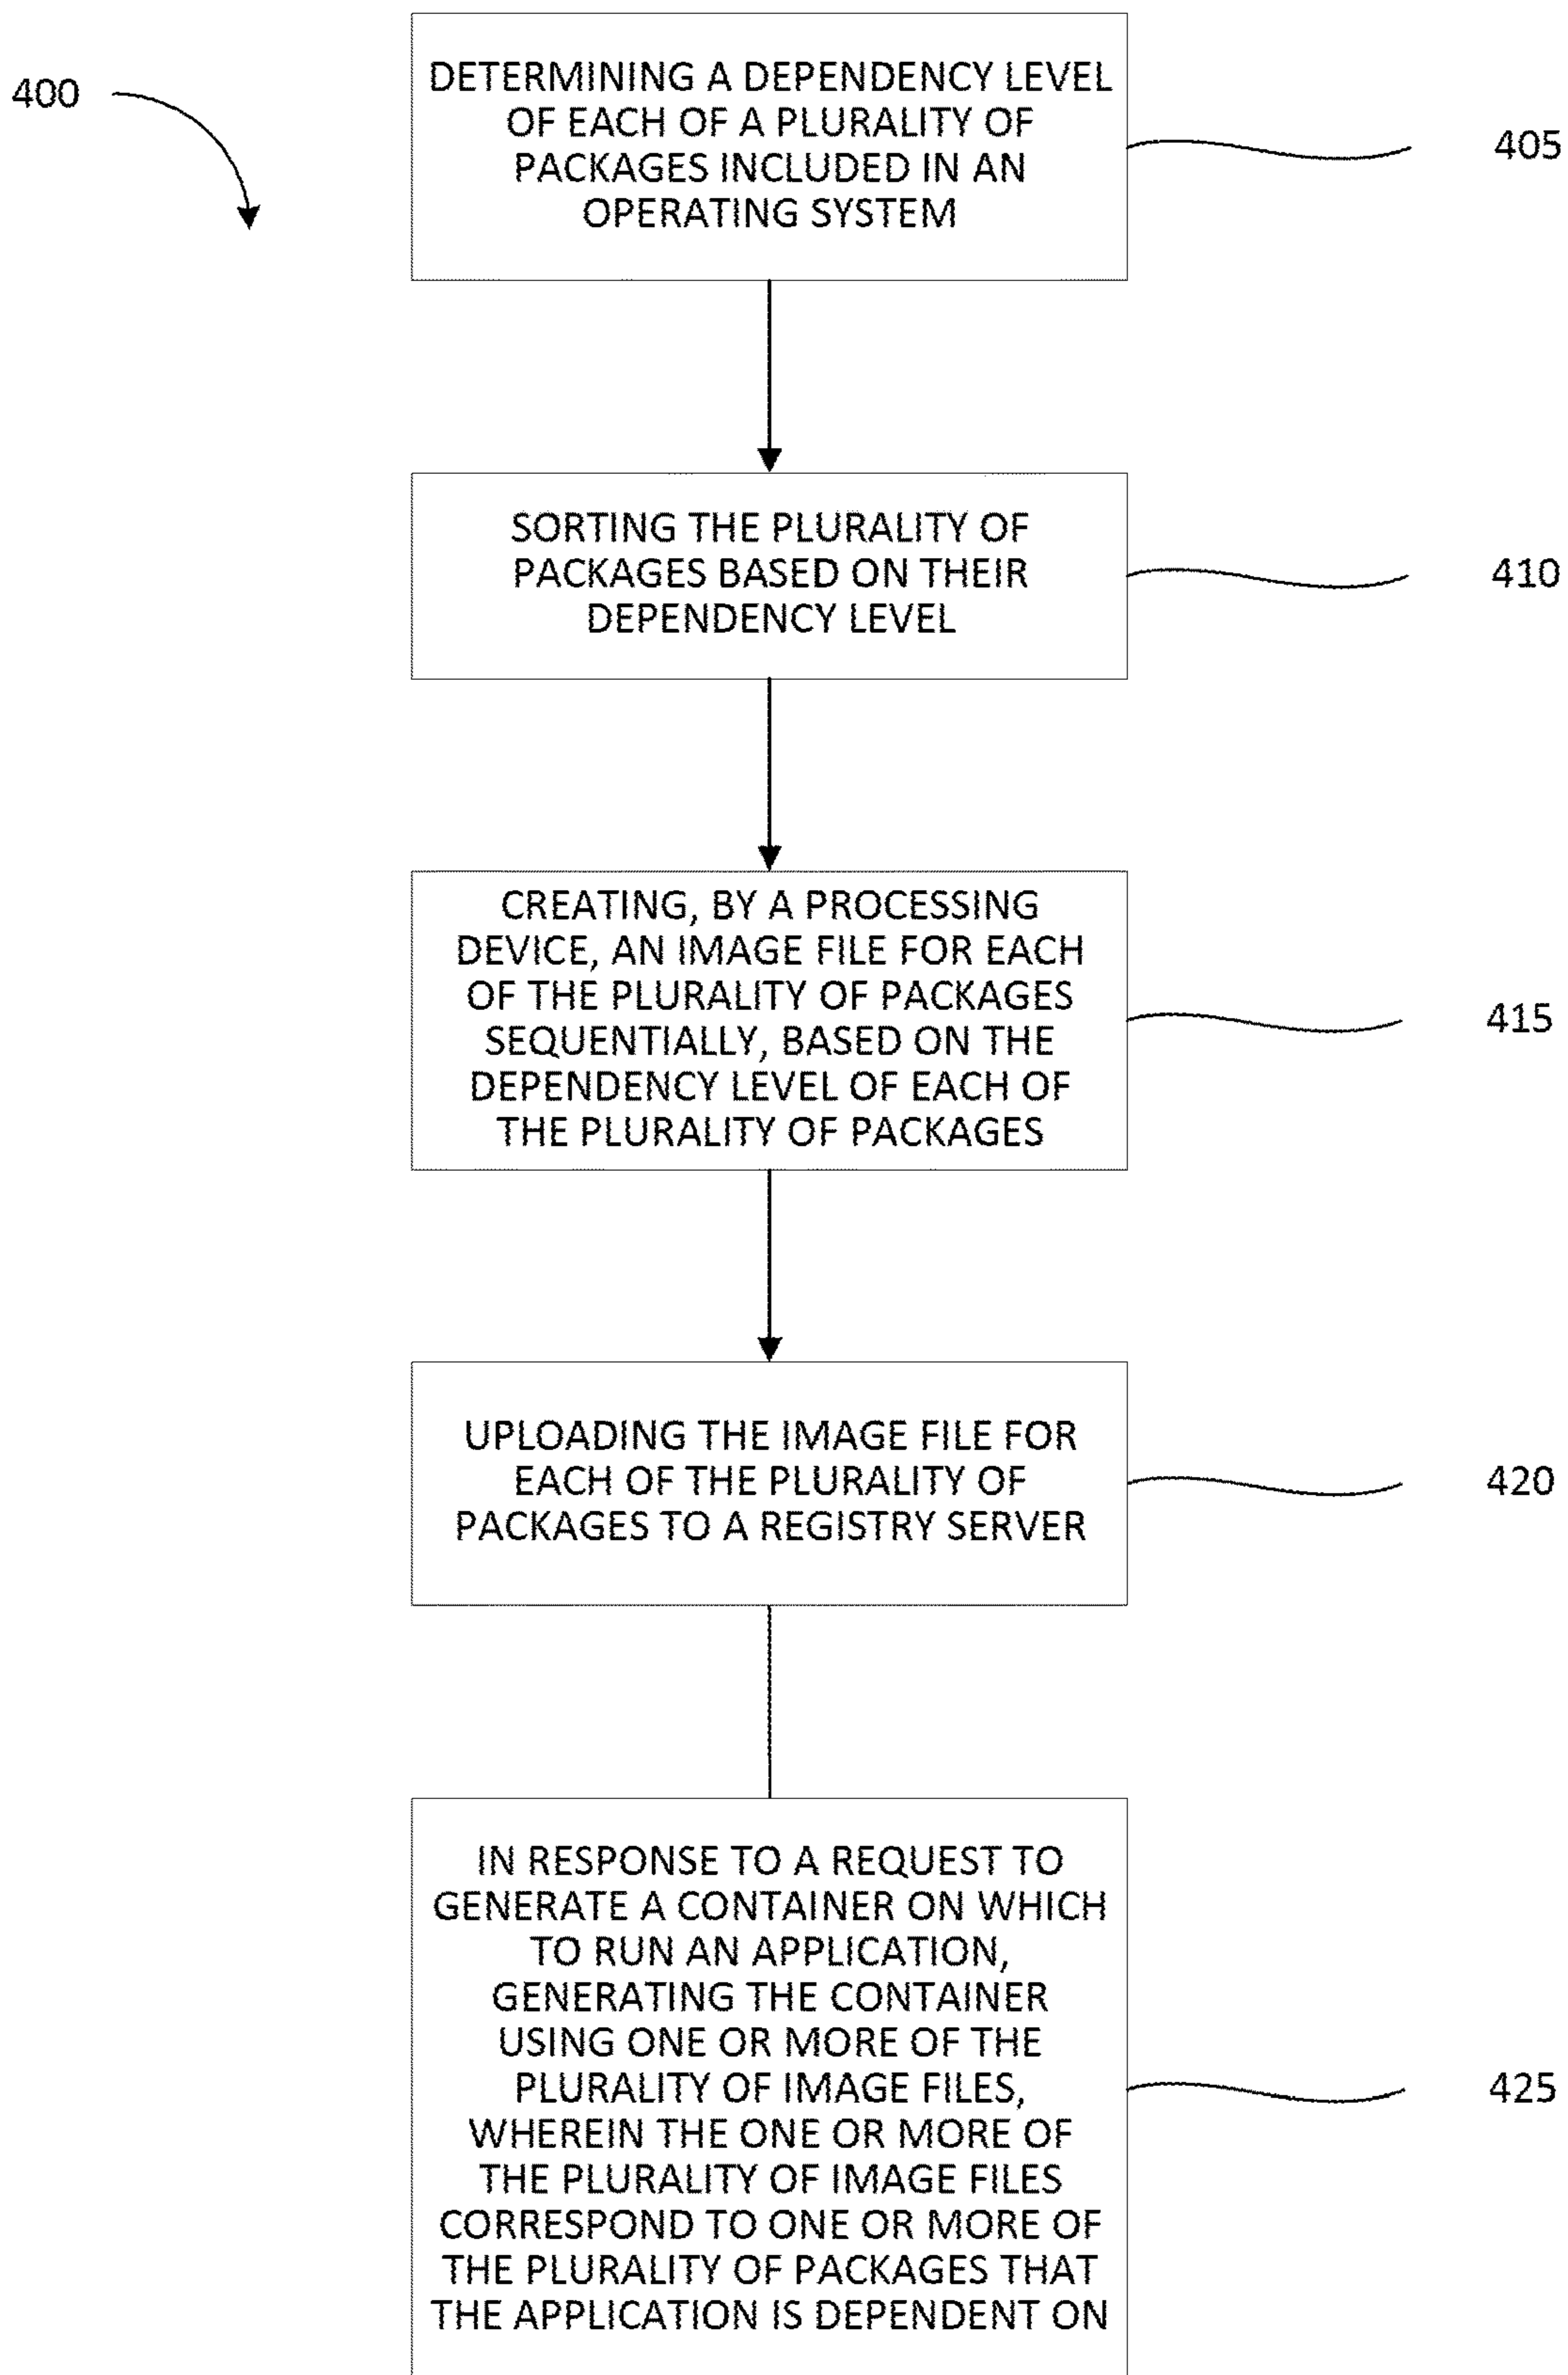 400
DETERMINING A DEPENDENCY LEVEL
OF EACH OF A PLURALITY OF
PACKAGES INCLUDED IN AN
OPERATING SYSTEM
405
SORTING THE PLURALITY OF
PACKAGES BASED ON THEIR
DEPENDENCY LEVEL
410
CREATING, BY A PROCESSING
DEVICE, AN IMAGE FILE FOR EACH
OF THE PLURALITY OF PACKAGES
SEQUENTIALLY, BASED ON THE
DEPENDENCY LEVEL OF EACH OF
THE PLURALITY OF PACKAGES
415
UPLOADING THE IMAGE FILE FOR
EACH OF THE PLURALITY OF
PACKAGES TO A REGISTRY SERVER
420
IN RESPONSE TO A REQUEST TO
GENERATE A CONTAINER ON WHICH
TO RUN AN APPLICATION,
GENERATING THE CONTAINER
USING ONE OR MORE OF THE
PLURALITY OF IMAGE FILES,
WHEREIN THE ONE OR MORE OF
THE PLURALITY OF IMAGE FILES
CORRESPOND TO ONE OR MORE OF
THE PLURALITY OF PACKAGES THAT
THE APPLICATION IS DEPENDENT ON
425